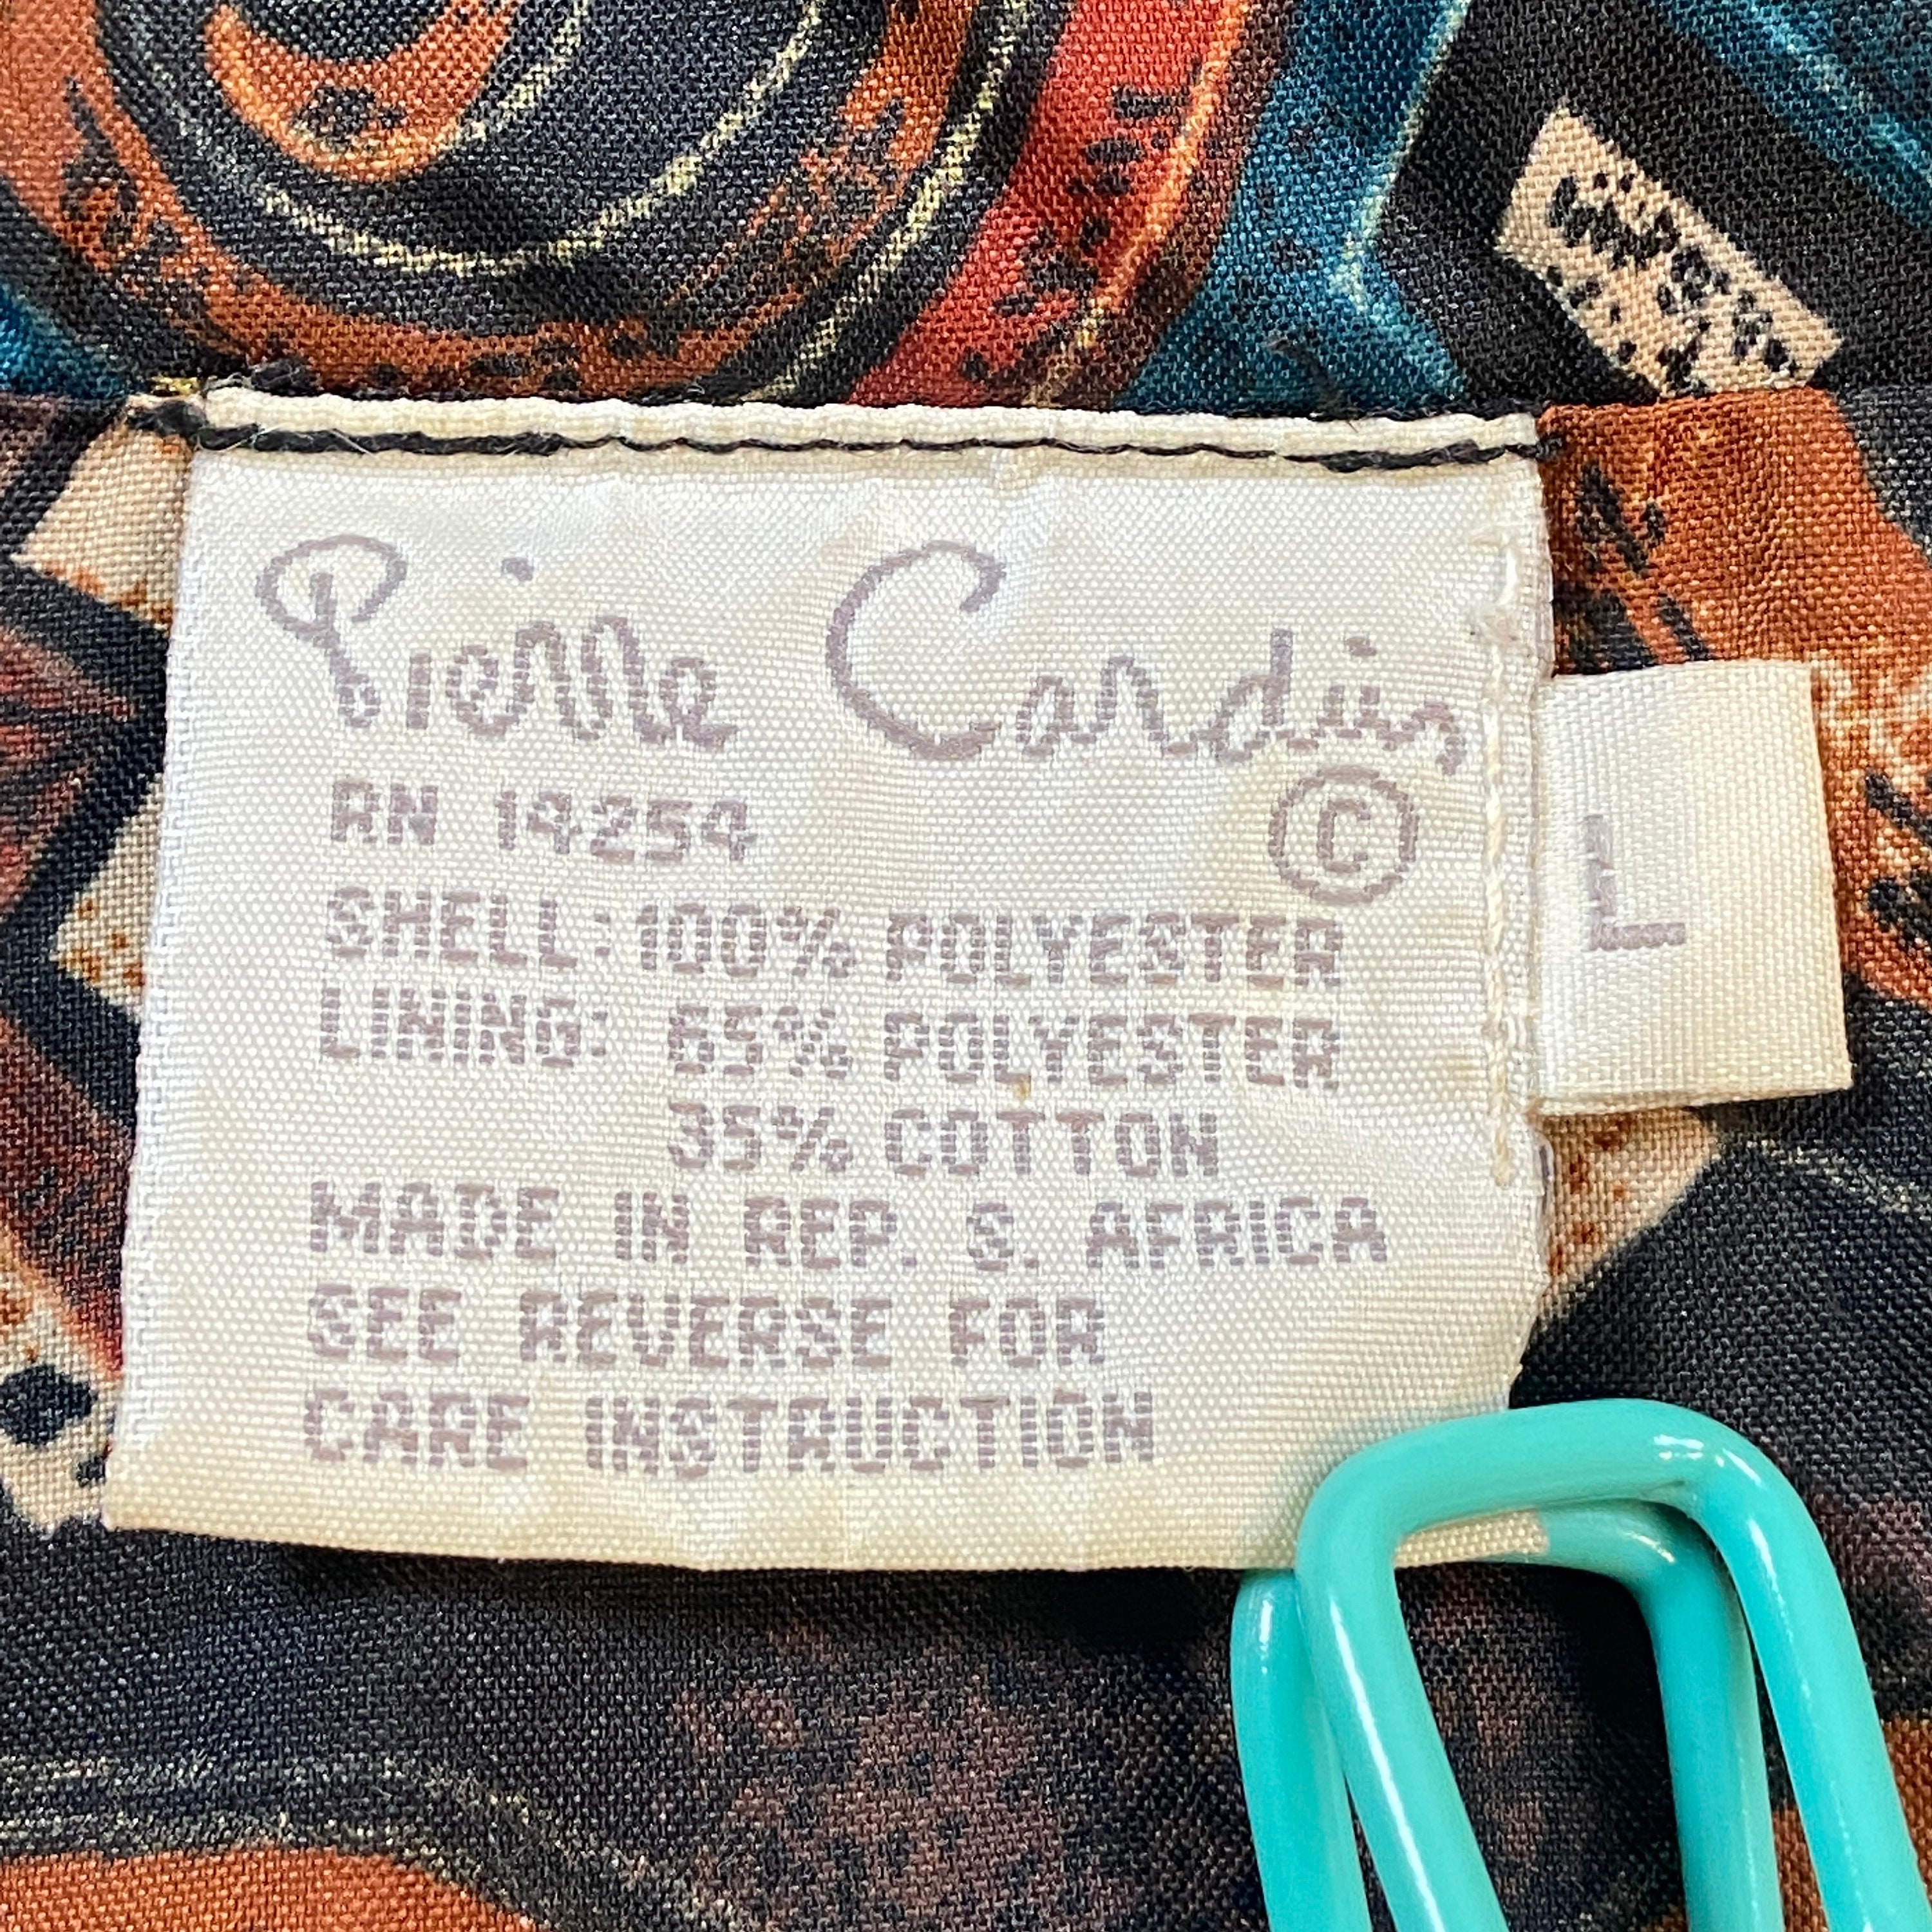 Pierre Cardin
RN 14254
©
SHELL: 100% POLYESTER
LINING: 65% POLYESTER
35% COTTON
MADE IN REP. S. AFRICA
SEE REVERSE FOR
CARE INSTRUCTION
L